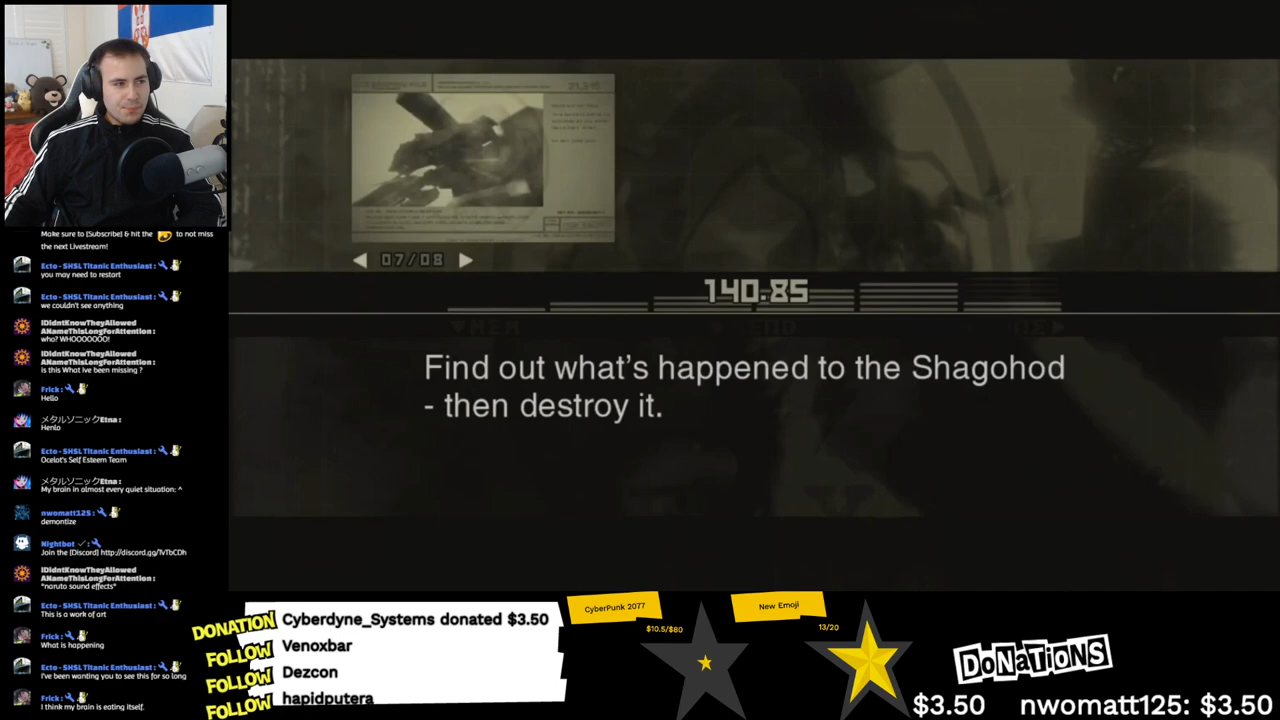 Make sure to [Subscribe] & hit the to not miss
the next Livestream!
Ecto - SHSL Titanic Enthusiast :
you may need to restart
Ecto - SHSL Titanic Enthusiast :
we couldn't see anything
IDidntKnowTheyAllowed
ANameThisLongForAttention :
who? WHOOOOOOO!
IDidntKnowTheyAllowed
ANameThisLongForAttention :
Is this What ive been missing ?
Frick :
Hello
メタルソニックEtna :
Henlo
Ecto - SHSL Titanic Enthusiast :
Ocelot's Self Esteem Team
メタルソニックEtna :
My brain in almost every quiet situation: ^
nwomatt125 :
demontize
Nightbot ✓ :
Join the [Discord] http://discord.gg/TvTbCDh
IDidntKnowTheyAllowed
ANameThisLongForAttention :
*naruto sound effects*
Ecto - SHSL Titanic Enthusiast :
This is a work of art
Frick :
What is happening
Ecto - SHSL Titanic Enthusiast :
I've been wanting you to see this for so long
Frick :
I think my brain is eating itself.
07/08
140.85
Find out what's happened to the Shagohod
- then destroy it.
DONATION Cyberdyne_Systems donated $3.50
FOLLOW Venoxbar
FOLLOW Dezcon
FOLLOW hapidputera
CyberPunk 2077
$10.5/$80
New Emoji
13/20
DONATIONS
$3.50 nwomatt125: $3.50